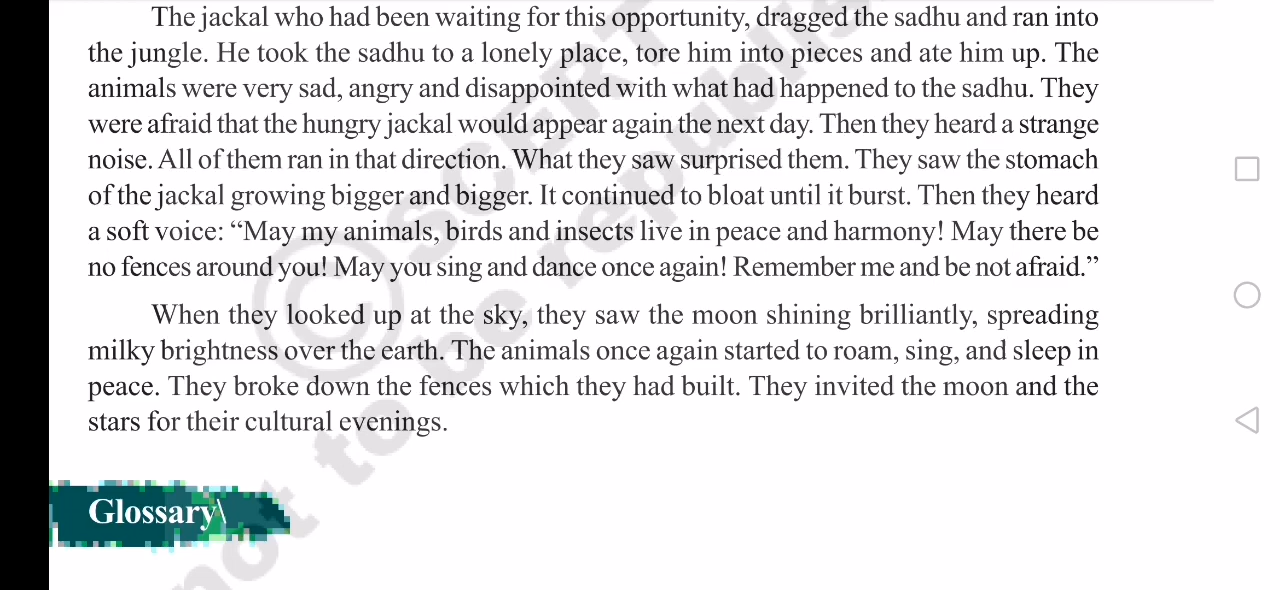 The jackal who had been waiting for this opportunity, dragged the sadhu and ran into
the jungle. He took the sadhu to a lonely place, tore him into pieces and ate him up. The
animals were very sad, angry and disappointed with what had happened to the sadhu. They
were afraid that the hungry jackal would appear again the next day. Then they heard a strange
noise. All of them ran in that direction. What they saw surprised them. They saw the stomach
of the jackal growing bigger and bigger. It continued to bloat until it burst. Then they heard
a soft voice: “May my animals, birds and insects live in peace and harmony! May there be
no fences around you! May you sing and dance once again! Remember me and be not afraid.”
When they looked up at the sky, they saw the moon shining brilliantly, spreading
milky brightness over the earth. The animals once again started to roam, sing, and sleep in
peace. They broke down the fences which they had built. They invited the moon and the
stars for their cultural evenings.
Glossary\
© SCERT
not to be republi